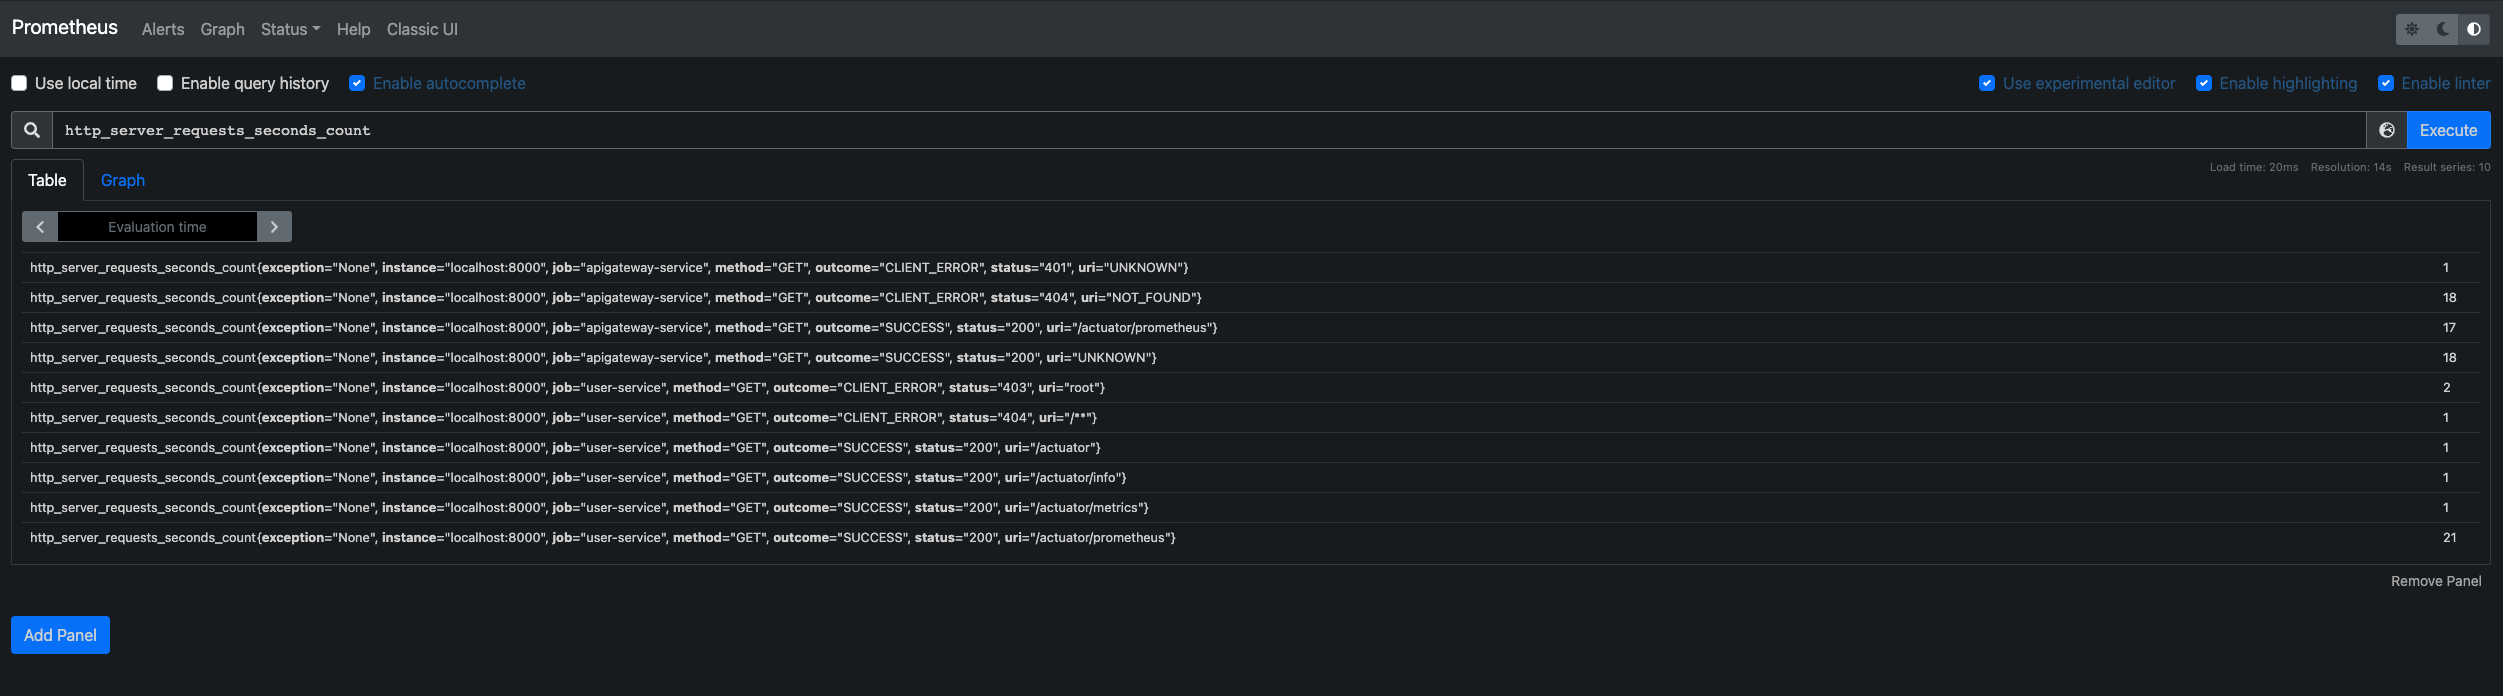 Prometheus Alerts Graph Status Help Classic UI
Use local time Enable query history Enable autocomplete Use experimental editor Enable highlighting Enable linter
http_server_requests_seconds_count Execute
Table Graph Load time: 20ms Resolution: 14s Result series: 10
Evaluation time
http_server_requests_seconds_count{exception="None", instance="localhost:8000", job="apigateway-service", method="GET", outcome="CLIENT_ERROR", status="401", uri="UNKNOWN"} 1
http_server_requests_seconds_count{exception="None", instance="localhost:8000", job="apigateway-service", method="GET", outcome="CLIENT_ERROR", status="404", uri="NOT_FOUND"} 18
http_server_requests_seconds_count{exception="None", instance="localhost:8000", job="apigateway-service", method="GET", outcome="SUCCESS", status="200", uri="/actuator/prometheus"} 17
http_server_requests_seconds_count{exception="None", instance="localhost:8000", job="apigateway-service", method="GET", outcome="SUCCESS", status="200", uri="UNKNOWN"} 18
http_server_requests_seconds_count{exception="None", instance="localhost:8000", job="user-service", method="GET", outcome="CLIENT_ERROR", status="403", uri="root"} 2
http_server_requests_seconds_count{exception="None", instance="localhost:8000", job="user-service", method="GET", outcome="CLIENT_ERROR", status="404", uri="/**"} 1
http_server_requests_seconds_count{exception="None", instance="localhost:8000", job="user-service", method="GET", outcome="SUCCESS", status="200", uri="/actuator"} 1
http_server_requests_seconds_count{exception="None", instance="localhost:8000", job="user-service", method="GET", outcome="SUCCESS", status="200", uri="/actuator/info"} 1
http_server_requests_seconds_count{exception="None", instance="localhost:8000", job="user-service", method="GET", outcome="SUCCESS", status="200", uri="/actuator/metrics"} 1
http_server_requests_seconds_count{exception="None", instance="localhost:8000", job="user-service", method="GET", outcome="SUCCESS", status="200", uri="/actuator/prometheus"} 21
Remove Panel
Add Panel